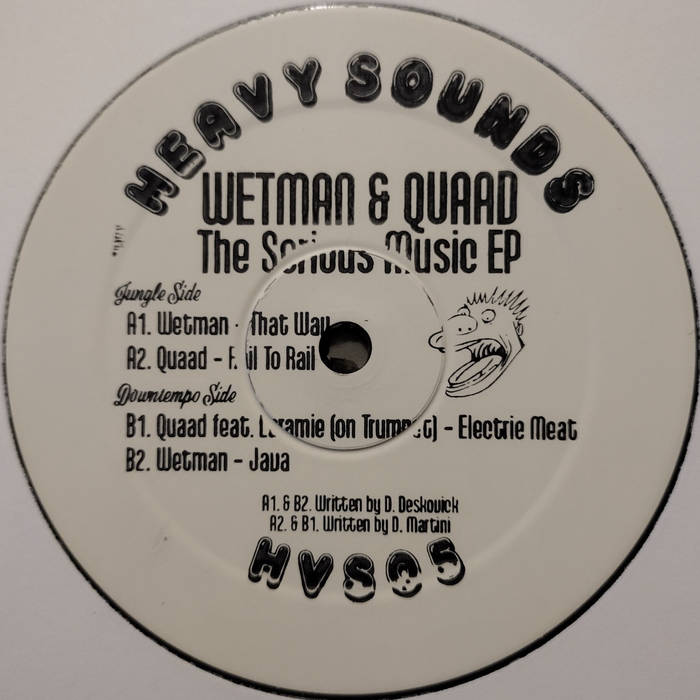 HEAVY SOUNDS
WETMAN & QUAAD
The Serious Music EP
Jungle Side
A1. Wetman - That Way
A2. Quaad - Rail To Rail
Downtempo Side
B1. Quaad feat. Laramie (on Trumpet) - Electric Meat
B2. Wetman - Java
A1. & B2. Written by D. Deskovick
A2. & B1. Written by D. Martini
HVS05